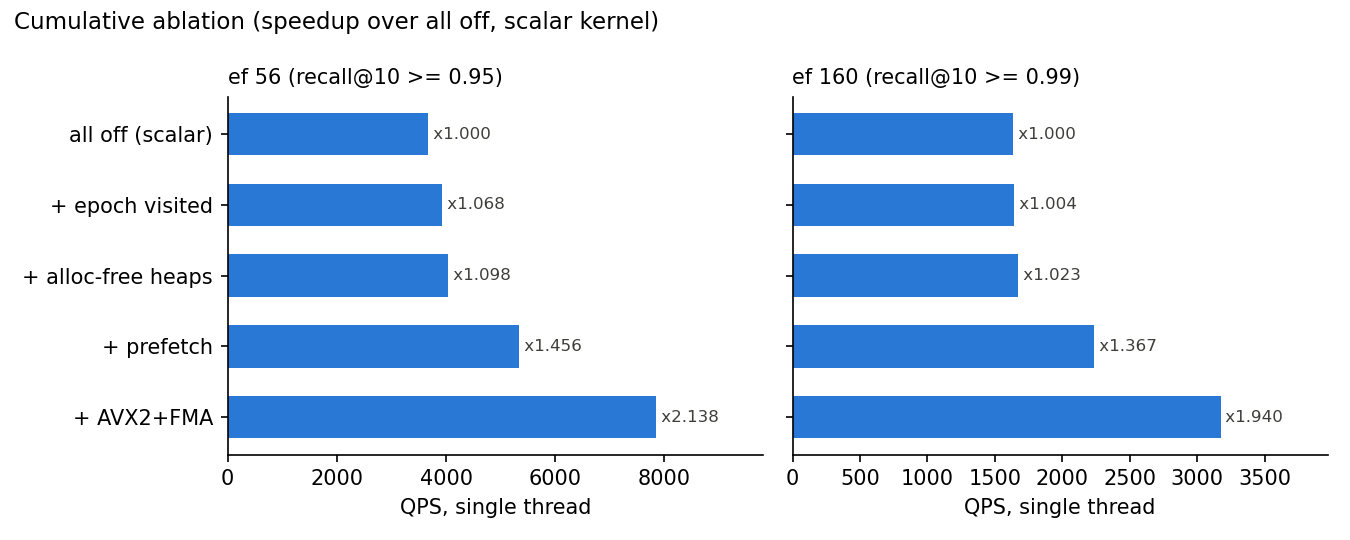 Cumulative ablation (speedup over all off, scalar kernel)
ef 56 (recall@10 >= 0.95)
all off (scalar)
x1.000
+ epoch visited
x1.068
+ alloc-free heaps
x1.098
+ prefetch
x1.456
+ AVX2+FMA
x2.138
0 2000 4000 6000 8000
QPS, single thread
ef 160 (recall@10 >= 0.99)
x1.000
x1.004
x1.023
x1.367
x1.940
0 500 1000 1500 2000 2500 3000 3500
QPS, single thread